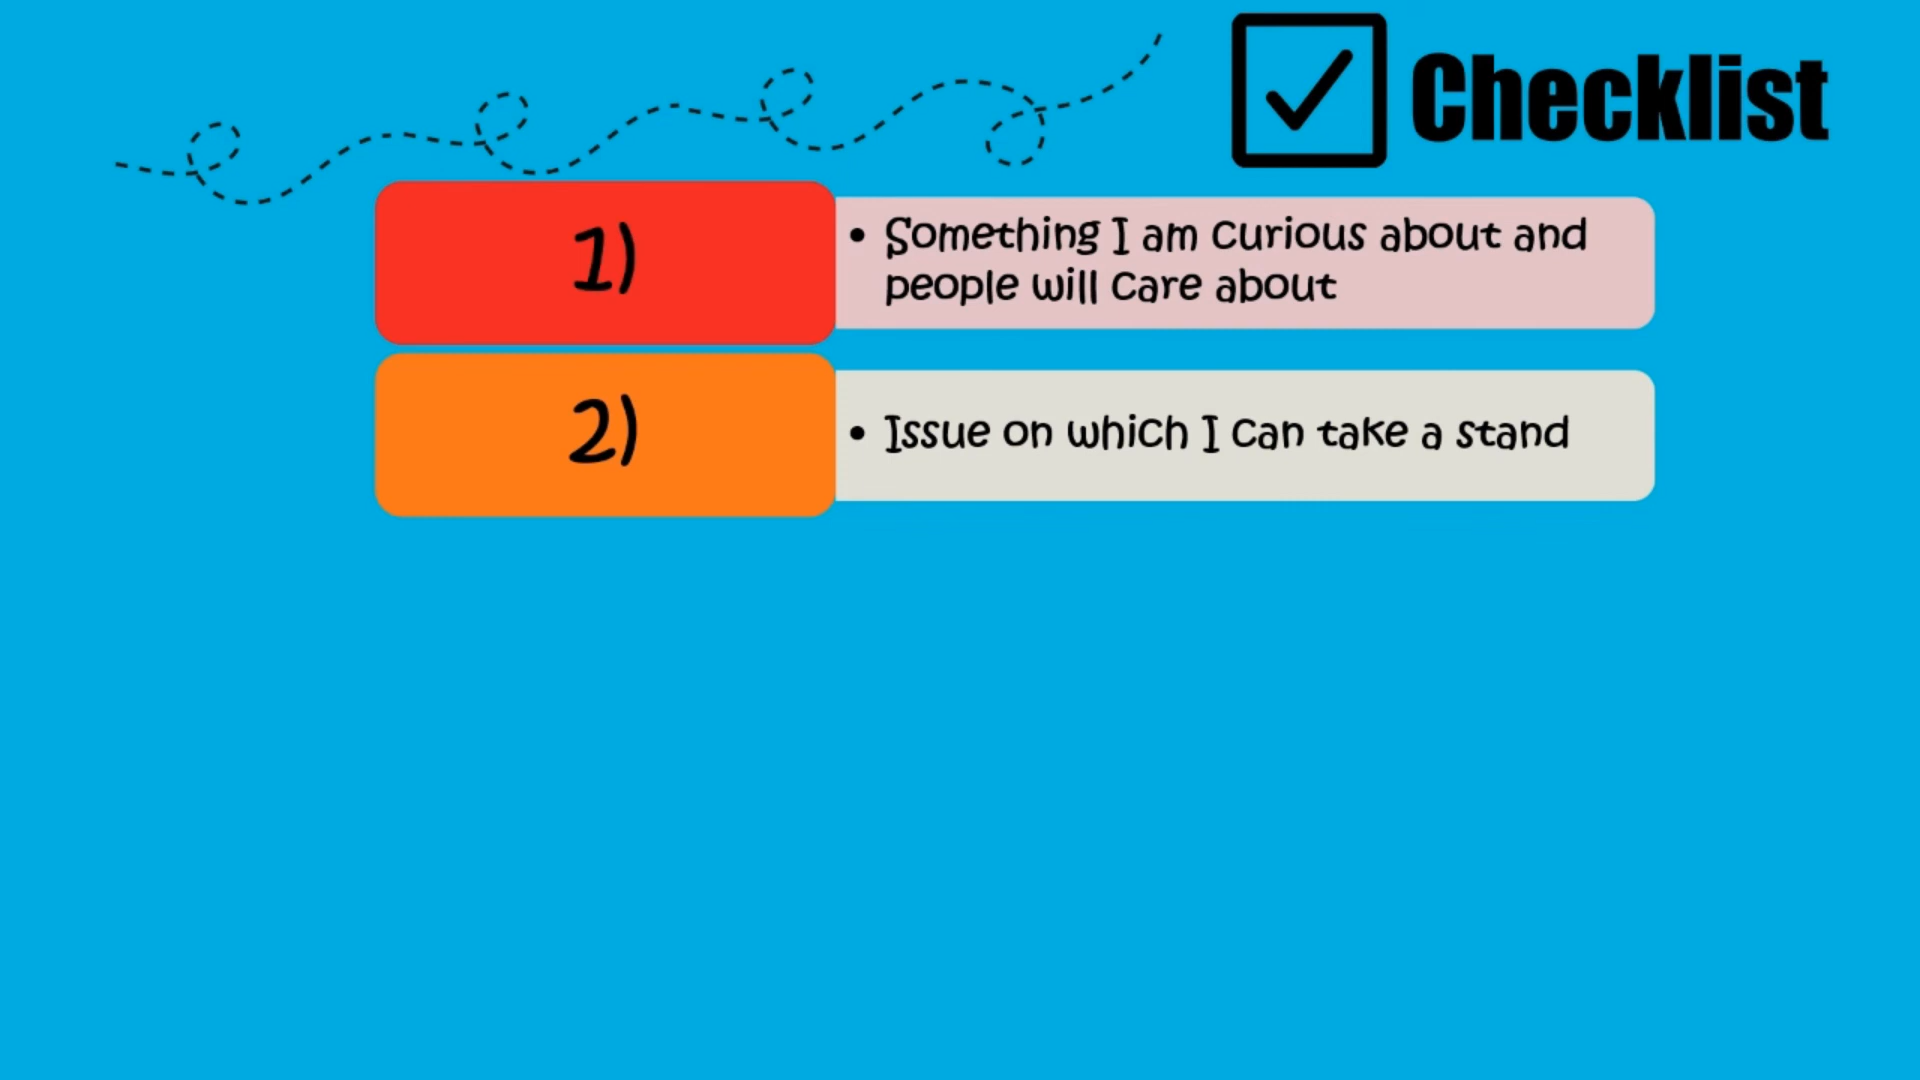 Checklist
1)
• Something I am curious about and
people will care about
2)
• Issue on which I can take a stand